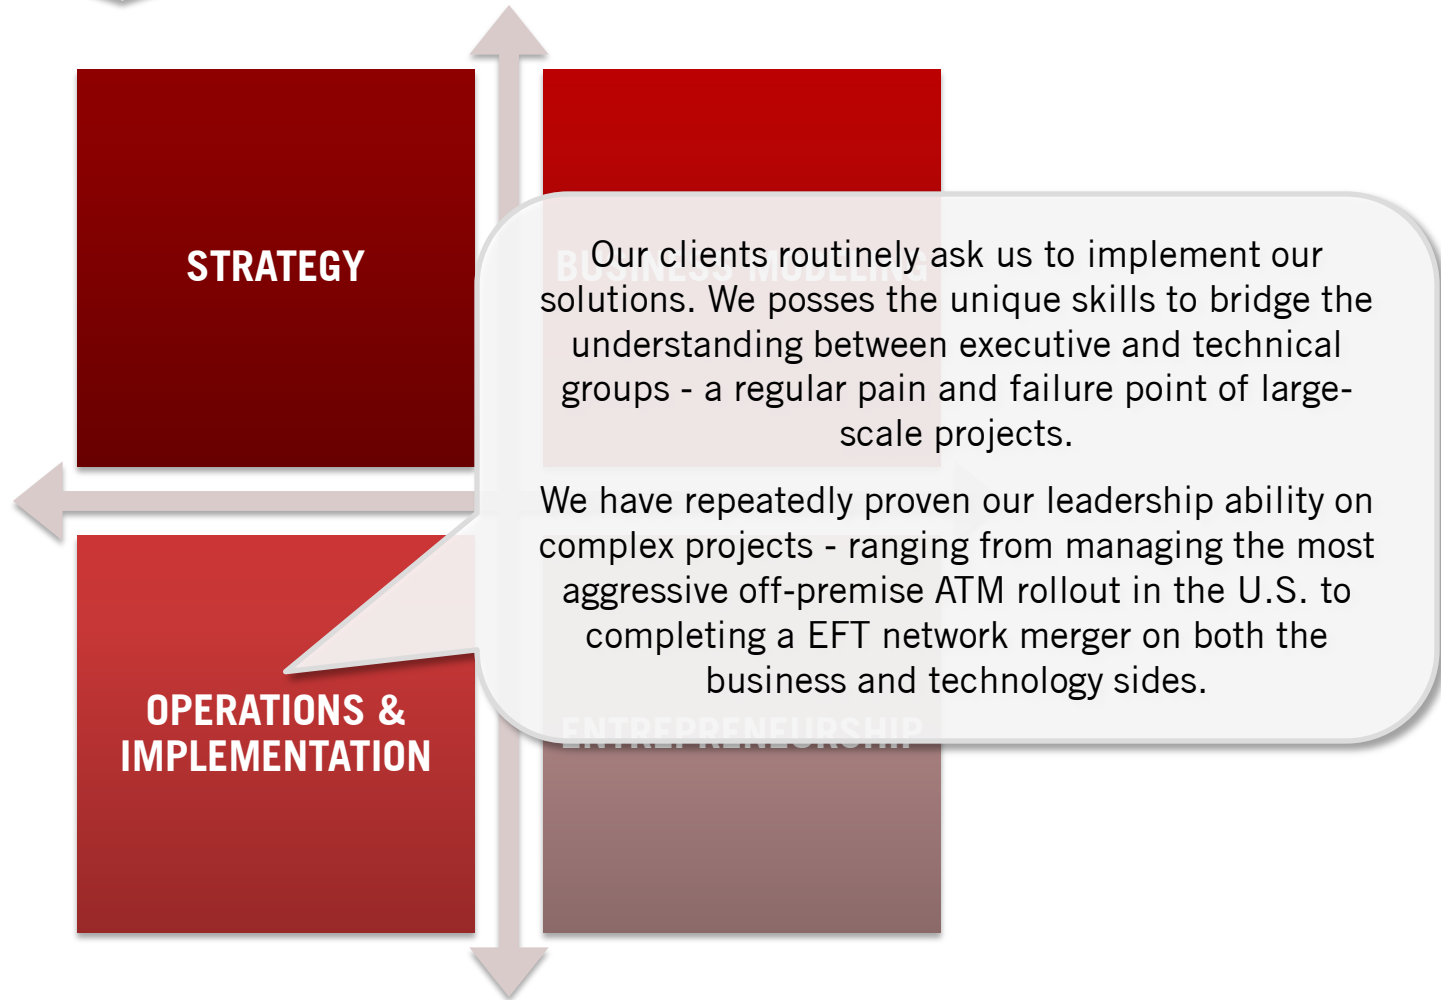 STRATEGY
BUSINESS MODELING
Our clients routinely ask us to implement our
solutions. We posses the unique skills to bridge the
understanding between executive and technical
groups - a regular pain and failure point of large-
scale projects.
We have repeatedly proven our leadership ability on
complex projects - ranging from managing the most
aggressive off-premise ATM rollout in the U.S. to
completing a EFT network merger on both the
business and technology sides.
OPERATIONS &
IMPLEMENTATION
ENTREPRENEURSHIP